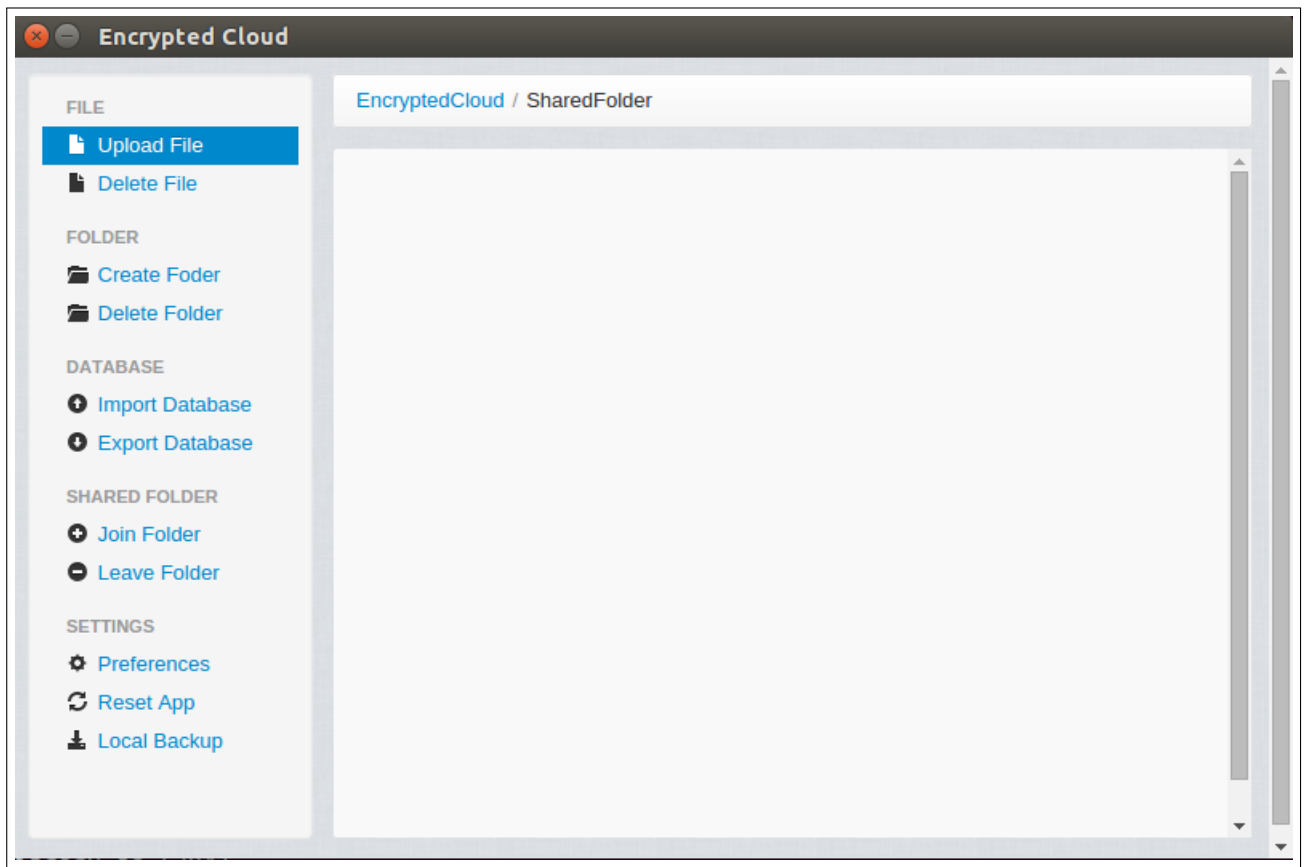 Encrypted Cloud
FILE
Upload File
Delete File
FOLDER
Create Foder
Delete Folder
DATABASE
Import Database
Export Database
SHARED FOLDER
Join Folder
Leave Folder
SETTINGS
Preferences
Reset App
Local Backup
EncryptedCloud / SharedFolder